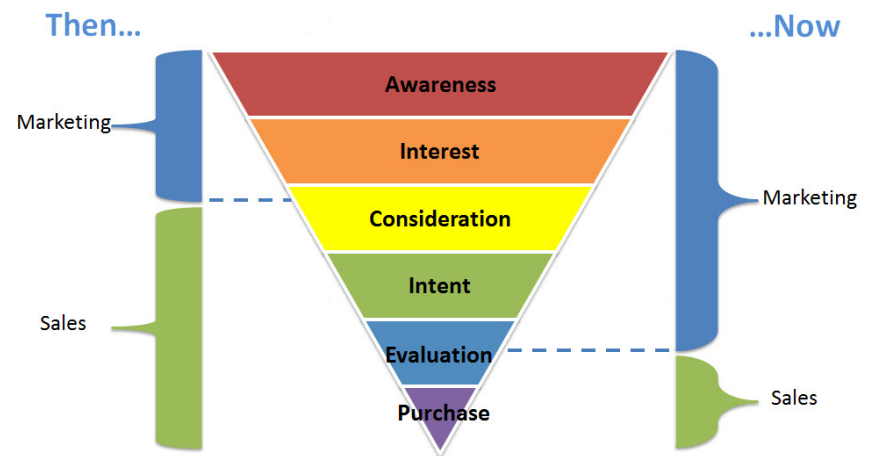 Then...
...Now
Awareness
Marketing
Interest
Consideration
Marketing
Intent
Sales
Evaluation
Purchase
Sales